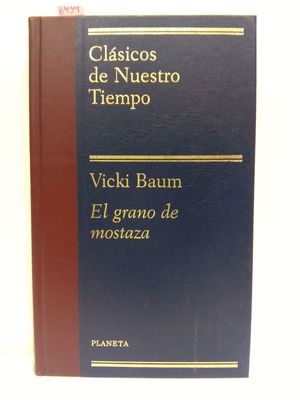 Clásicos
de Nuestro
Tiempo
Vicki Baum
El grano de
mostaza
PLANETA